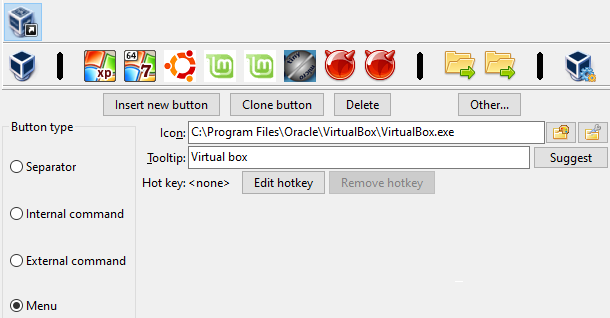 xp
64
7
Insert new button
Clone button
Delete
Other...
Button type
Icon:
C:\Program Files\Oracle\VirtualBox\VirtualBox.exe
Tooltip:
Virtual box
Suggest
Separator
Hot key: <none>
Edit hotkey
Remove hotkey
Internal command
External command
Menu